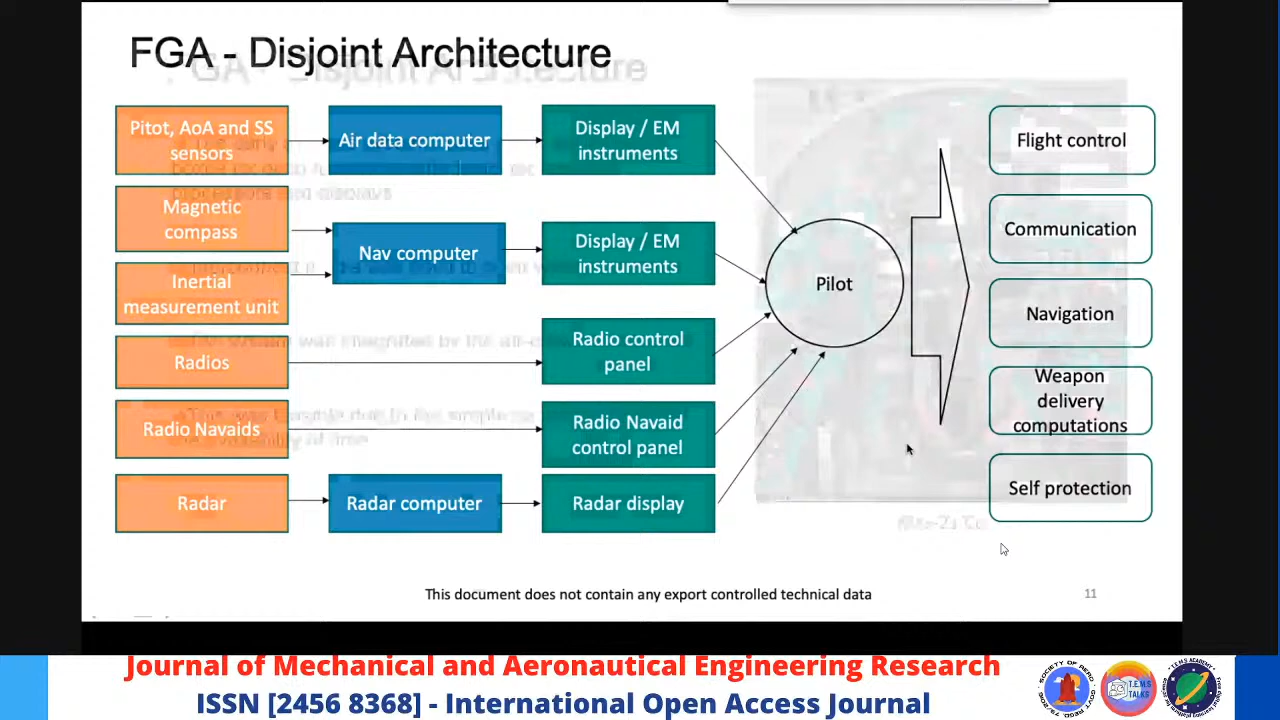 FGA - Disjoint Architecture
Pitot, AoA and SS
sensors
Air data computer
Display / EM
instruments
Flight control
Magnetic
compass
Nav computer
Display / EM
instruments
Communication
Inertial
measurement unit
Pilot
Navigation
Radios
Radio control
panel
Weapon
delivery
computations
Radio Navaids
Radio Navaid
control panel
Radar
Radar computer
Radar display
Self protection
This document does not contain any export controlled technical data
11
Journal of Mechanical and Aeronautical Engineering Research
ISSN [2456 8368] - International Open Access Journal
T.E.M.S
TALKS